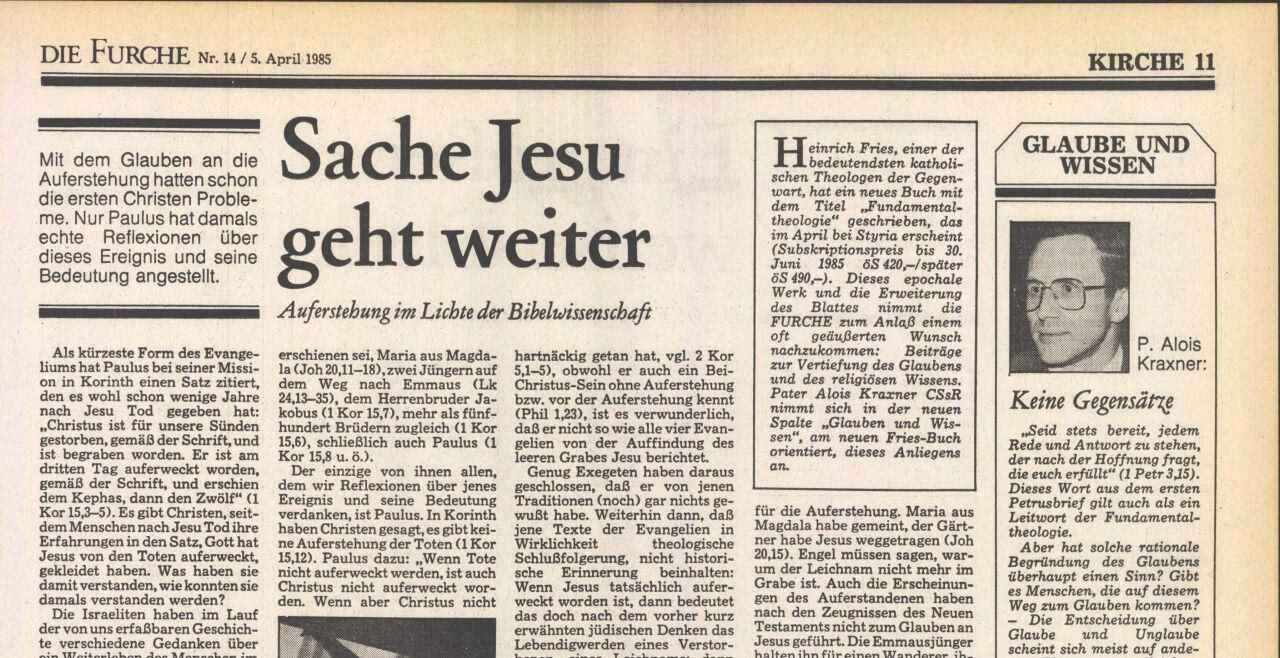 DIE FURCHE Nr. 14 / 5. April 1985
KIRCHE 11
Mit dem Glauben an die
Auferstehung hatten schon
die ersten Christen Proble-
me. Nur Paulus hat damals
echte Reflexionen über
dieses Ereignis und seine
Bedeutung angestellt.
Sache Jesu
geht weiter
Auferstehung im Lichte der Bibelwissenschaft
Als kürzeste Form des Evange-
liums hat Paulus bei seiner Missi-
on in Korinth einen Satz zitiert,
den es wohl schon wenige Jahre
nach Jesu Tod gegeben hat:
„Christus ist für unsere Sünden
gestorben, gemäß der Schrift, und
ist begraben worden. Er ist am
dritten Tag auferweckt worden,
gemäß der Schrift, und erschien
dem Kephas, dann den Zwölf“ (1
Kor 15,3–5). Es gibt Christen, seit-
dem Menschen nach Jesu Tod ihre
Erfahrungen in den Satz, Gott hat
Jesus von den Toten auferweckt,
gekleidet haben. Was haben sie
damit verstanden, wie konnten sie
damals verstanden werden?
Die Israeliten haben im Lauf
der von uns erfaßbaren Geschich-
te verschiedene Gedanken über
ein Weiterleben des Menschen im
erschienen sei, Maria aus Magda-
la (Joh 20,11–18), zwei Jüngern auf
dem Weg nach Emmaus (Lk
24,13–35), dem Herrenbruder Ja-
kobus (1 Kor 15,7), mehr als fünf-
hundert Brüdern zugleich (1 Kor
15,6), schließlich auch Paulus (1
Kor 15,8 u. ö.).
Der einzige von ihnen allen,
dem wir Reflexionen über jenes
Ereignis und seine Bedeutung
verdanken, ist Paulus. In Korinth
haben Christen gesagt, es gibt kei-
ne Auferstehung der Toten (1 Kor
15,12). Paulus dazu: „Wenn Tote
nicht auferweckt werden, ist auch
Christus nicht auferweckt wor-
den. Wenn aber Christus nicht
hartnäckig getan hat, vgl. 2 Kor
5,1–5), obwohl er auch ein Bei-
Christus-Sein ohne Auferstehung
bzw. vor der Auferstehung kennt
(Phil 1,23), ist es verwunderlich,
daß er nicht so wie alle vier Evan-
gelien von der Auffindung des
leeren Grabes Jesu berichtet.
Genug Exegeten haben daraus
geschlossen, daß er von jenen
Traditionen (noch) gar nichts ge-
wußt habe. Weiterhin dann, daß
jene Texte der Evangelien in
Wirklichkeit theologische
Schlußfolgerung, nicht histori-
sche Erinnerung beinhalten:
Wenn Jesus tatsächlich aufer-
weckt worden ist, dann bedeutet
das doch nach dem vorher kurz
erwähnten jüdischen Denken das
Lebendigwerden eines Verstor-
Heinrich Fries, einer der
bedeutendsten katholi-
schen Theologen der Gegen-
wart, hat ein neues Buch mit
dem Titel „Fundamental-
theologie“ geschrieben, das
im April bei Styria erscheint
(Subskriptionspreis bis 30.
Juni 1985 öS 420,–/später
öS 490,–). Dieses epochale
Werk und die Erweiterung
des Blattes nimmt die
FURCHE zum Anlaß einem
oft geäußerten Wunsch
nachzukommen: Beiträge
zur Vertiefung des Glaubens
und des religiösen Wissens.
Pater Alois Kraxner CSsR
nimmt sich in der neuen
Spalte „Glauben und Wis-
sen“, am neuen Fries-Buch
orientiert, dieses Anliegens
an.
für die Auferstehung. Maria aus
Magdala habe gemeint, der Gärt-
ner habe Jesus weggetragen (Joh
20,15). Engel müssen sagen, war-
um der Leichnam nicht mehr im
Grabe ist. Auch die Erscheinun-
gen des Auferstandenen haben
nach den Zeugnissen des Neuen
Testaments nicht zum Glauben an
Jesus geführt. Die Emmausjünger
halten ihn für einen Wanderer, ih-
GLAUBE UND
WISSEN
P. Alois
Kraxner:
Keine Gegensätze
„Seid stets bereit, jedem
Rede und Antwort zu stehen,
der nach der Hoffnung fragt,
die euch erfüllt“ (1 Petr 3,15).
Dieses Wort aus dem ersten
Petrusbrief gilt auch als ein
Leitwort der Fundamental-
theologie.
Aber hat solche rationale
Begründung des Glaubens
überhaupt einen Sinn? Gibt
es Menschen, die auf diesem
Weg zum Glauben kommen?
– Die Entscheidung über
Glaube und Unglaube
scheint sich meist auf ande-